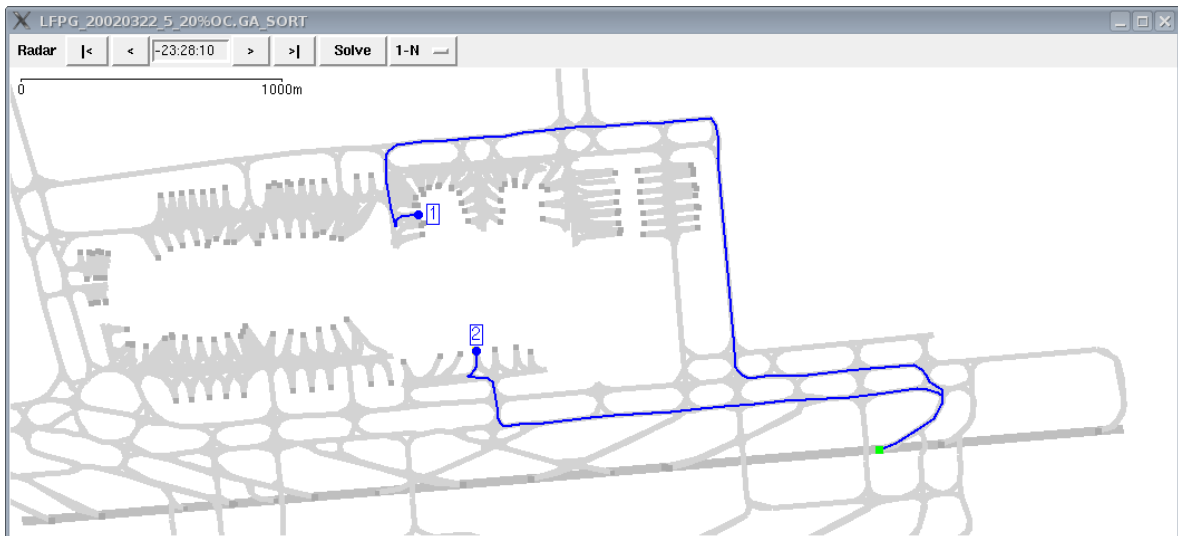 LFPG_20020322_5_20%OC.GA_SORT
Radar |< < -23:28:10 > >| Solve 1-N
0 1000m
1
2